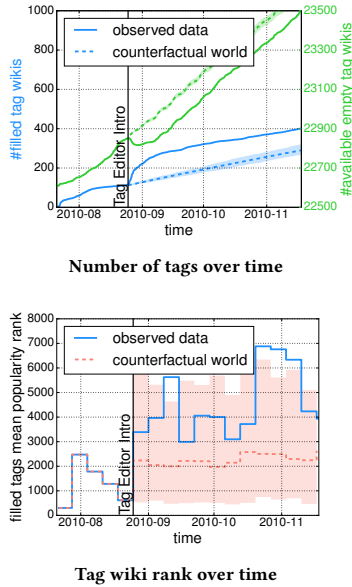 1000
800
600
400
200
0
#filled tag wikis
observed data
counterfactual world
Tag Editor Intro
23500
23300
23100
22900
22700
22500
#available empty tag wikis
2010-08 2010-09 2010-10 2010-11
time
Number of tags over time
8000
7000
6000
5000
4000
3000
2000
1000
0
filled tags mean popularity rank
observed data
counterfactual world
Tag Editor Intro
2010-08 2010-09 2010-10 2010-11
time
Tag wiki rank over time